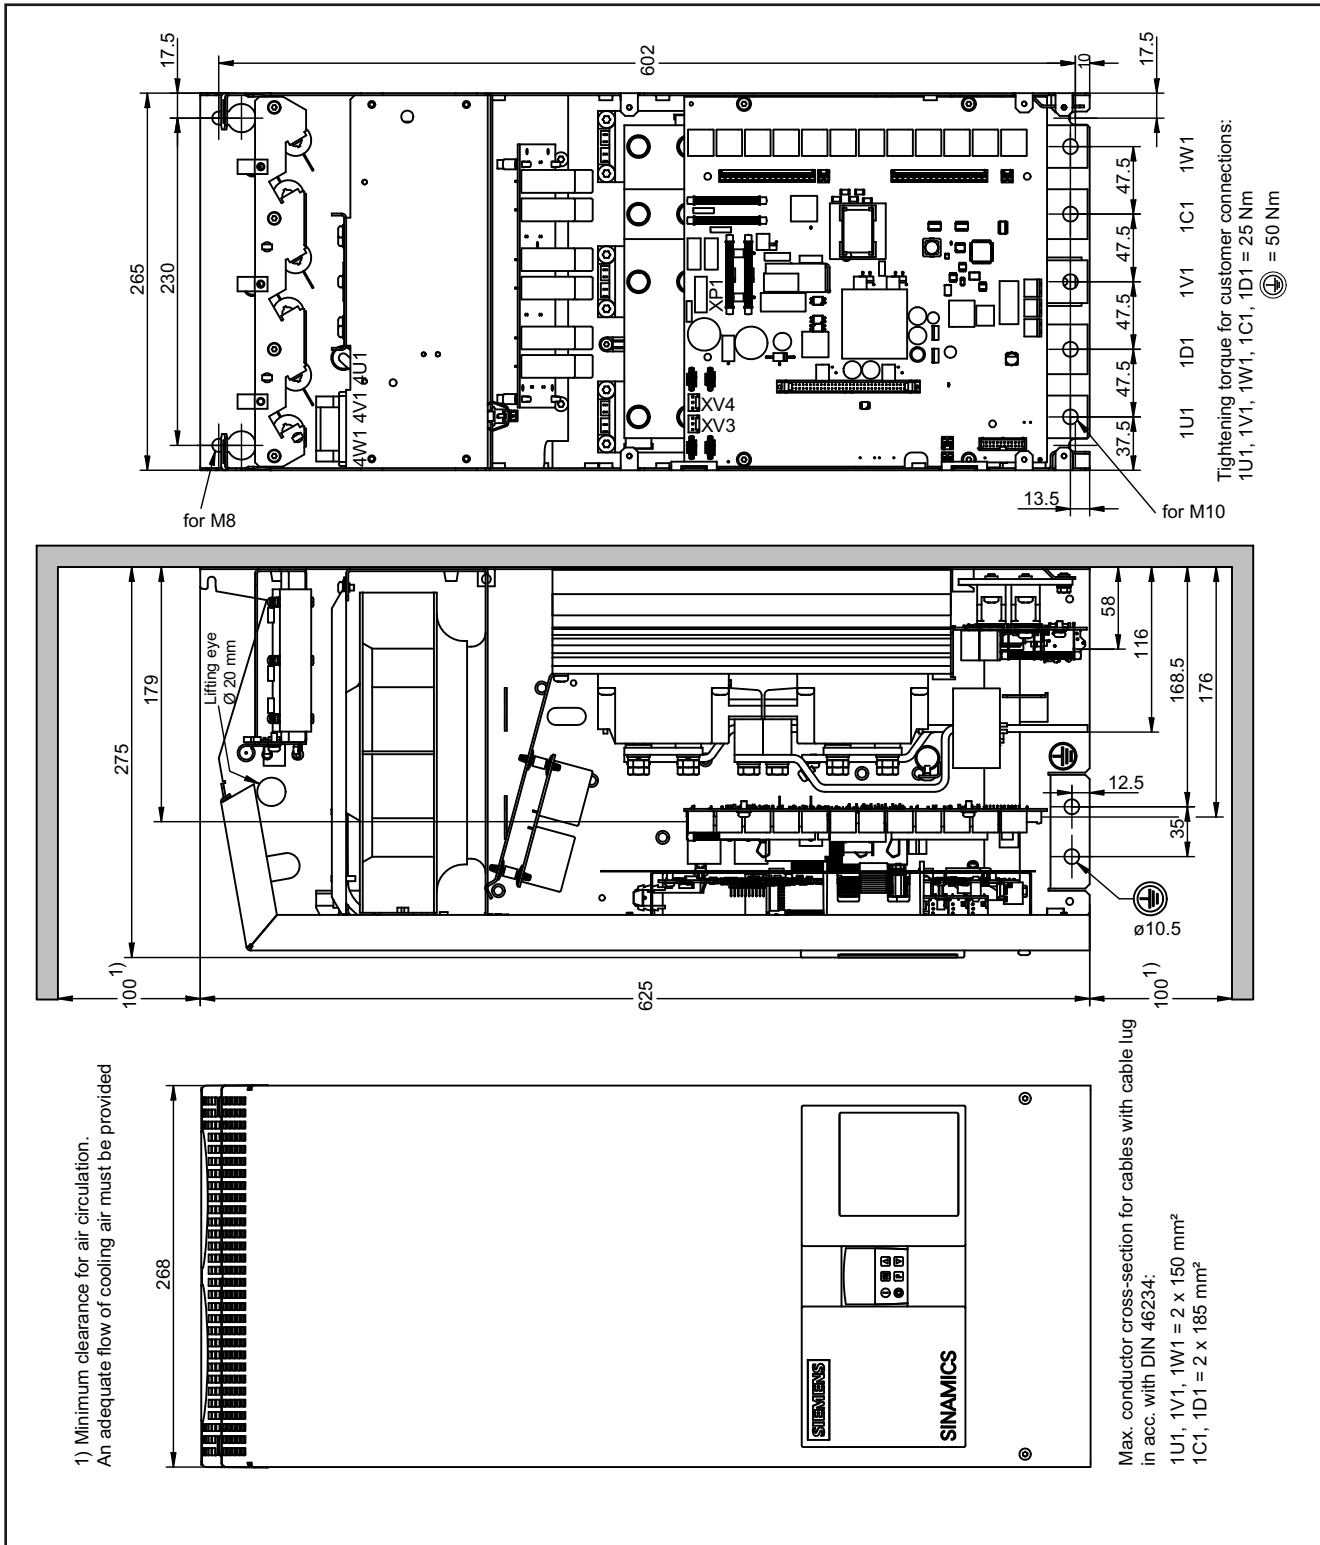 17.5
602
10
17.5
265
230
4W1 4V1 4U1
XP1
XV4
XV3
47.5
47.5
47.5
47.5
37.5
1U1 1D1 1V1 1C1 1W1
Tightening torque for customer connections:
1U1, 1V1, 1W1, 1C1, 1D1 = 25 Nm
= 50 Nm
13.5
for M8
for M10
275
179
Lifting eye
Ø 20 mm
58
116
168.5
176
12.5
35
ø10.5
100 1)
625
100 1)
1) Minimum clearance for air circulation.
An adequate flow of cooling air must be provided
268
SIEMENS
SINAMICS
P
Max. conductor cross-section for cables with cable lug
in acc. with DIN 46234:
1U1, 1V1, 1W1 = 2 x 150 mm²
1C1, 1D1 = 2 x 185 mm²